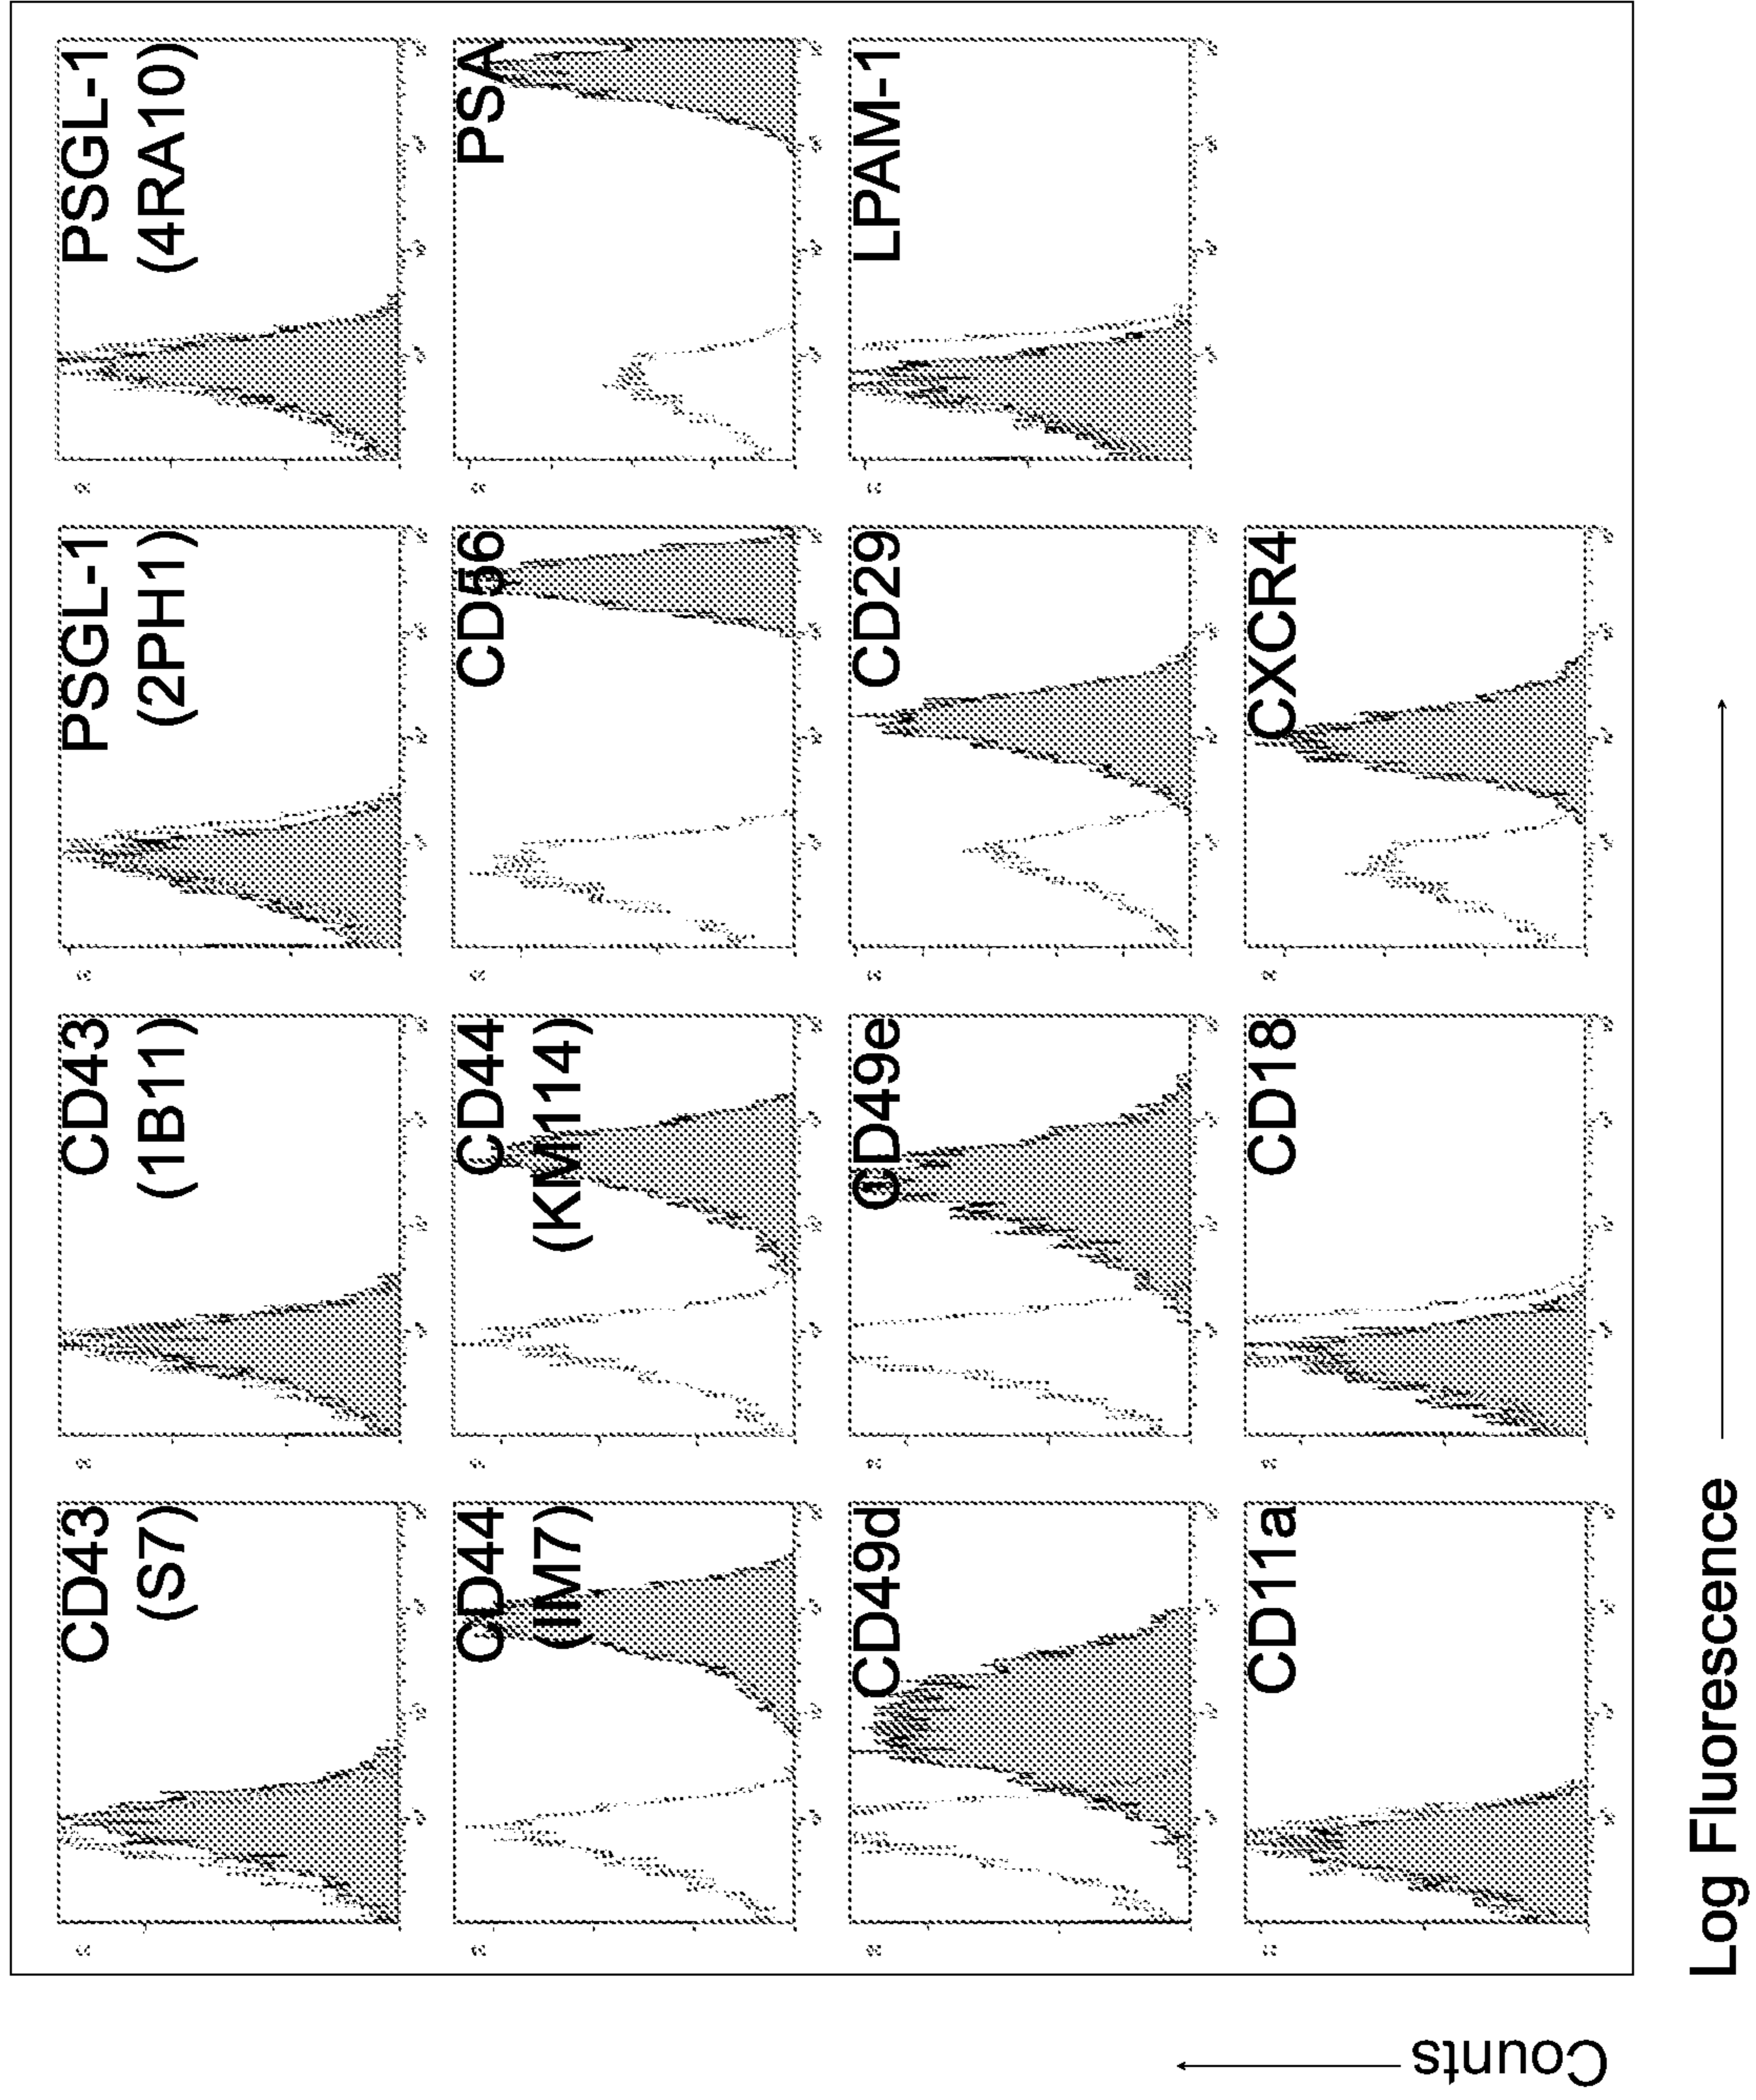 CD43
(S7)
CD43
(1B11)
PSGL-1
(2PH1)
PSGL-1
(4RA10)
CD44
(IM7)
CD44
(KM114)
CD56
PSA
CD49d
CD49e
CD29
LPAM-1
CD11a
CD18
CXCR4
Counts
Log Fluorescence